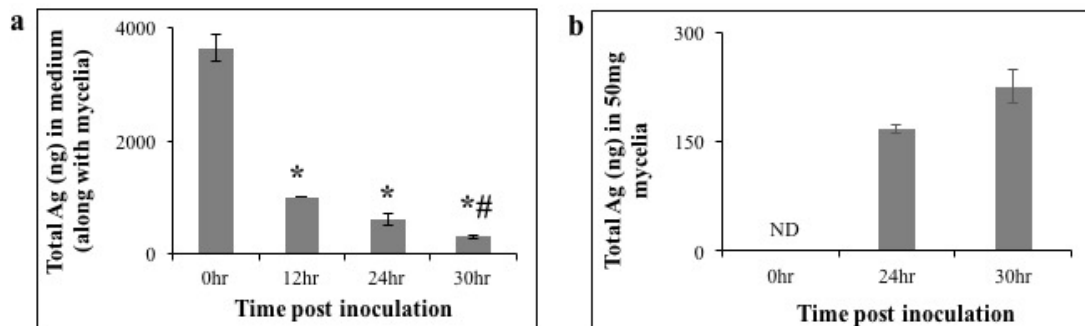 a
Total Ag (ng) in medium
(along with mycelia)
4000
2000
0
*
*
*#
0hr 12hr 24hr 30hr
Time post inoculation
b
Total Ag (ng) in 50mg
mycelia
300
150
0
ND
0hr 24hr 30hr
Time post inoculation